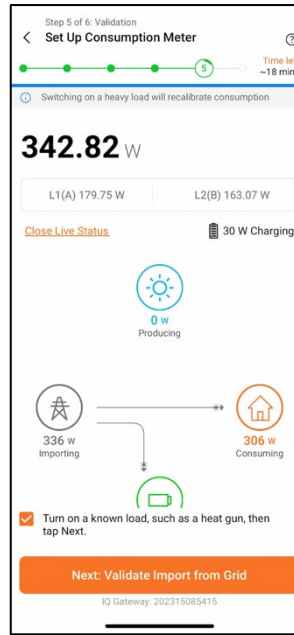 Step 5 of 6: Validation
Set Up Consumption Meter
5
Time le
~18 min
Switching on a heavy load will recalibrate consumption
342.82 W
L1(A) 179.75 W
L2(B) 163.07 W
Close Live Status
30 W Charging
0 W
Producing
336 W
Importing
306 W
Consuming
Turn on a known load, such as a heat gun, then
tap Next.
Next: Validate Import from Grid
IQ Gateway: 202315085415